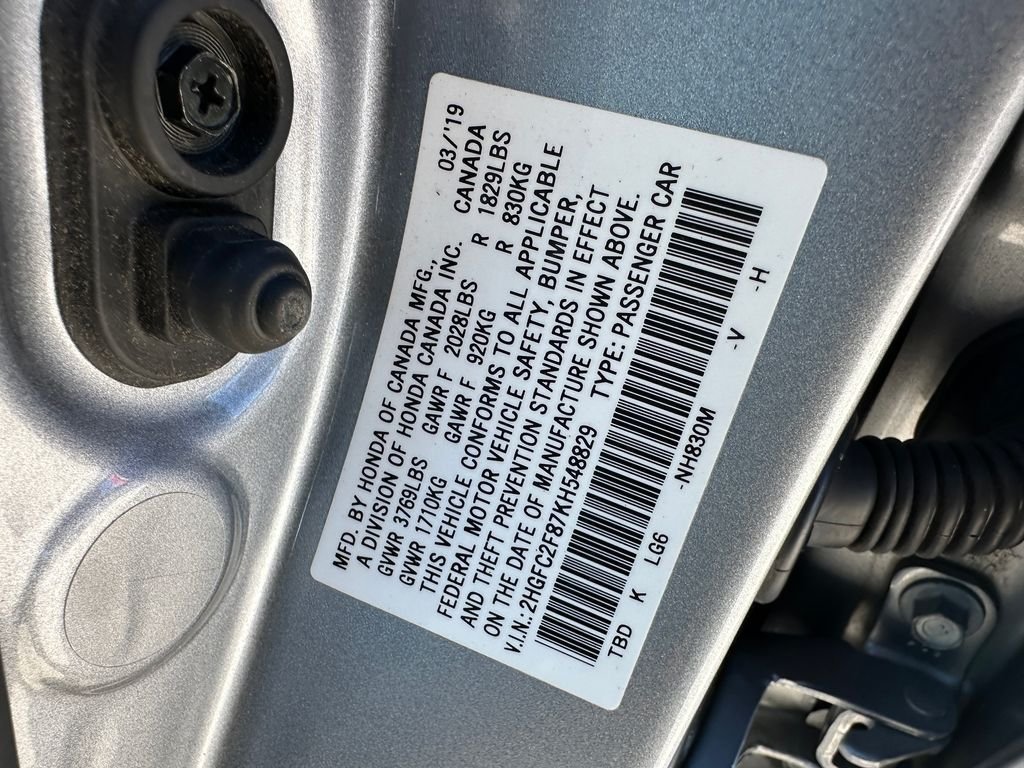 MFD. BY HONDA OF CANADA MFG., 03/'19
A DIVISION OF HONDA CANADA INC. CANADA
GVWR 3769LBS GAWR F 2028LBS R 1829LBS
GVWR 1710KG GAWR F 920KG R 830KG
THIS VEHICLE CONFORMS TO ALL APPLICABLE
FEDERAL MOTOR VEHICLE SAFETY, BUMPER,
AND THEFT PREVENTION STANDARDS IN EFFECT
ON THE DATE OF MANUFACTURE SHOWN ABOVE.
V.I.N.:2HGFC2F87KH548829 TYPE:PASSENGER CAR
TBD K LG6 -NH830M -V -H